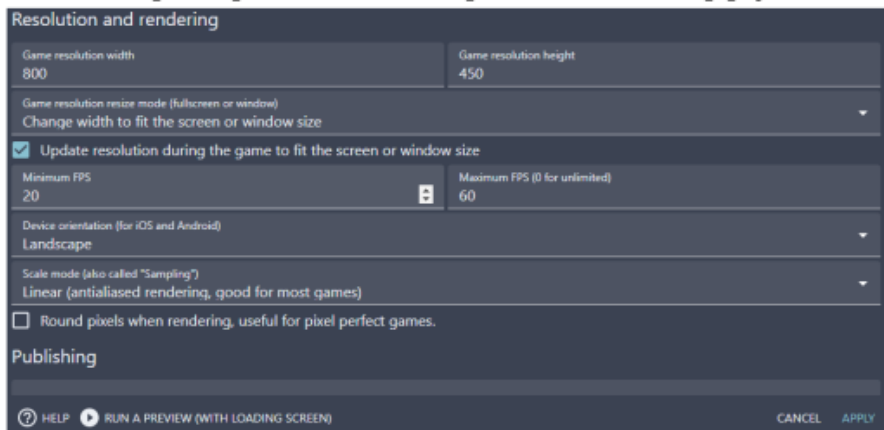 Resolution and rendering
Game resolution width
Game resolution height
800
450
Game resolution resize mode (fullscreen or window)
Change width to fit the screen or window size
Update resolution during the game to fit the screen or window size
Minimum FPS
Maximum FPS (0 for unlimited)
20
60
Device orientation (for iOS and Android)
Landscape
Scale mode (also called "Sampling")
Linear (antialiased rendering, good for most games)
Round pixels when rendering, useful for pixel perfect games.
Publishing
HELP RUN A PREVIEW (WITH LOADING SCREEN) CANCEL APPLY